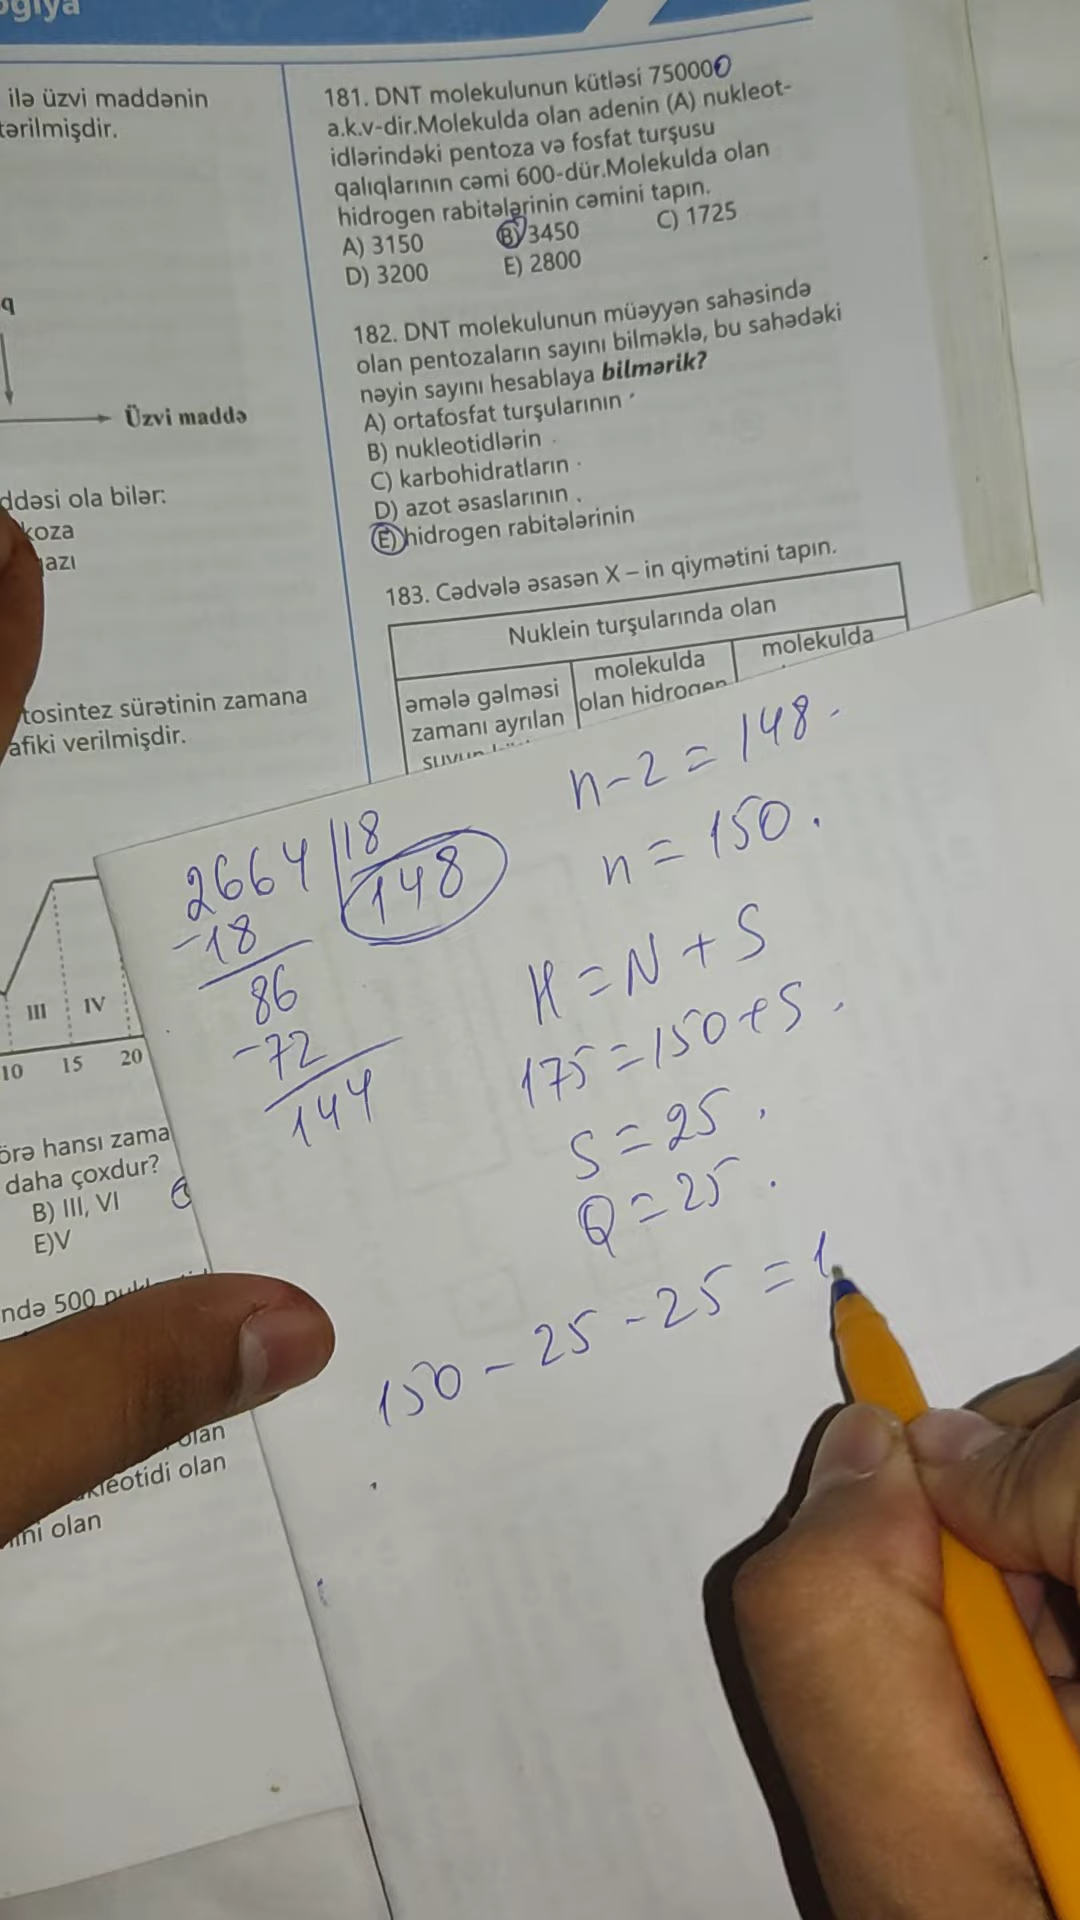 ogiya
ilə üzvi maddənin
tərilmişdir.
q
Üzvi maddə
ddəsi ola bilər:
koza
qazı
tosintez sürətinin zamana
afiki verilmişdir.
III IV
10 15 20
örə hansı zama
daha çoxdur?
B) III, VI
E)V
ndə 500
olan
kleotidi olan
olan
181. DNT molekulunun kütləsi 750000
a.k.v-dir.Molekulda olan adenin (A) nukleot-
idlərindəki pentoza və fosfat turşusu
qalıqlarının cəmi 600-dür.Molekulda olan
hidrogen rabitələrinin cəmini tapın.
A) 3150 B) 3450 C) 1725
D) 3200 E) 2800
182. DNT molekulunun müəyyən sahəsində
olan pentozaların sayını bilməklə, bu sahədəki
nəyin sayını hesablaya bilmərik?
A) ortafosfat turşularının
B) nukleotidlərin
C) karbohidratların
D) azot əsaslarının
E) hidrogen rabitələrinin
183. Cədvələ əsasən X – in qiymətini tapın.
Nuklein turşularında olan
əmələ gəlməsi
zamanı ayrılan
suyun
molekulda
olan hidrogen
molekulda
2664 18
-18 148
86
-72
144
n-2=148.
n=150.
H=N+S
175=150+S.
S=25.
Q=25.
150-25-25=1